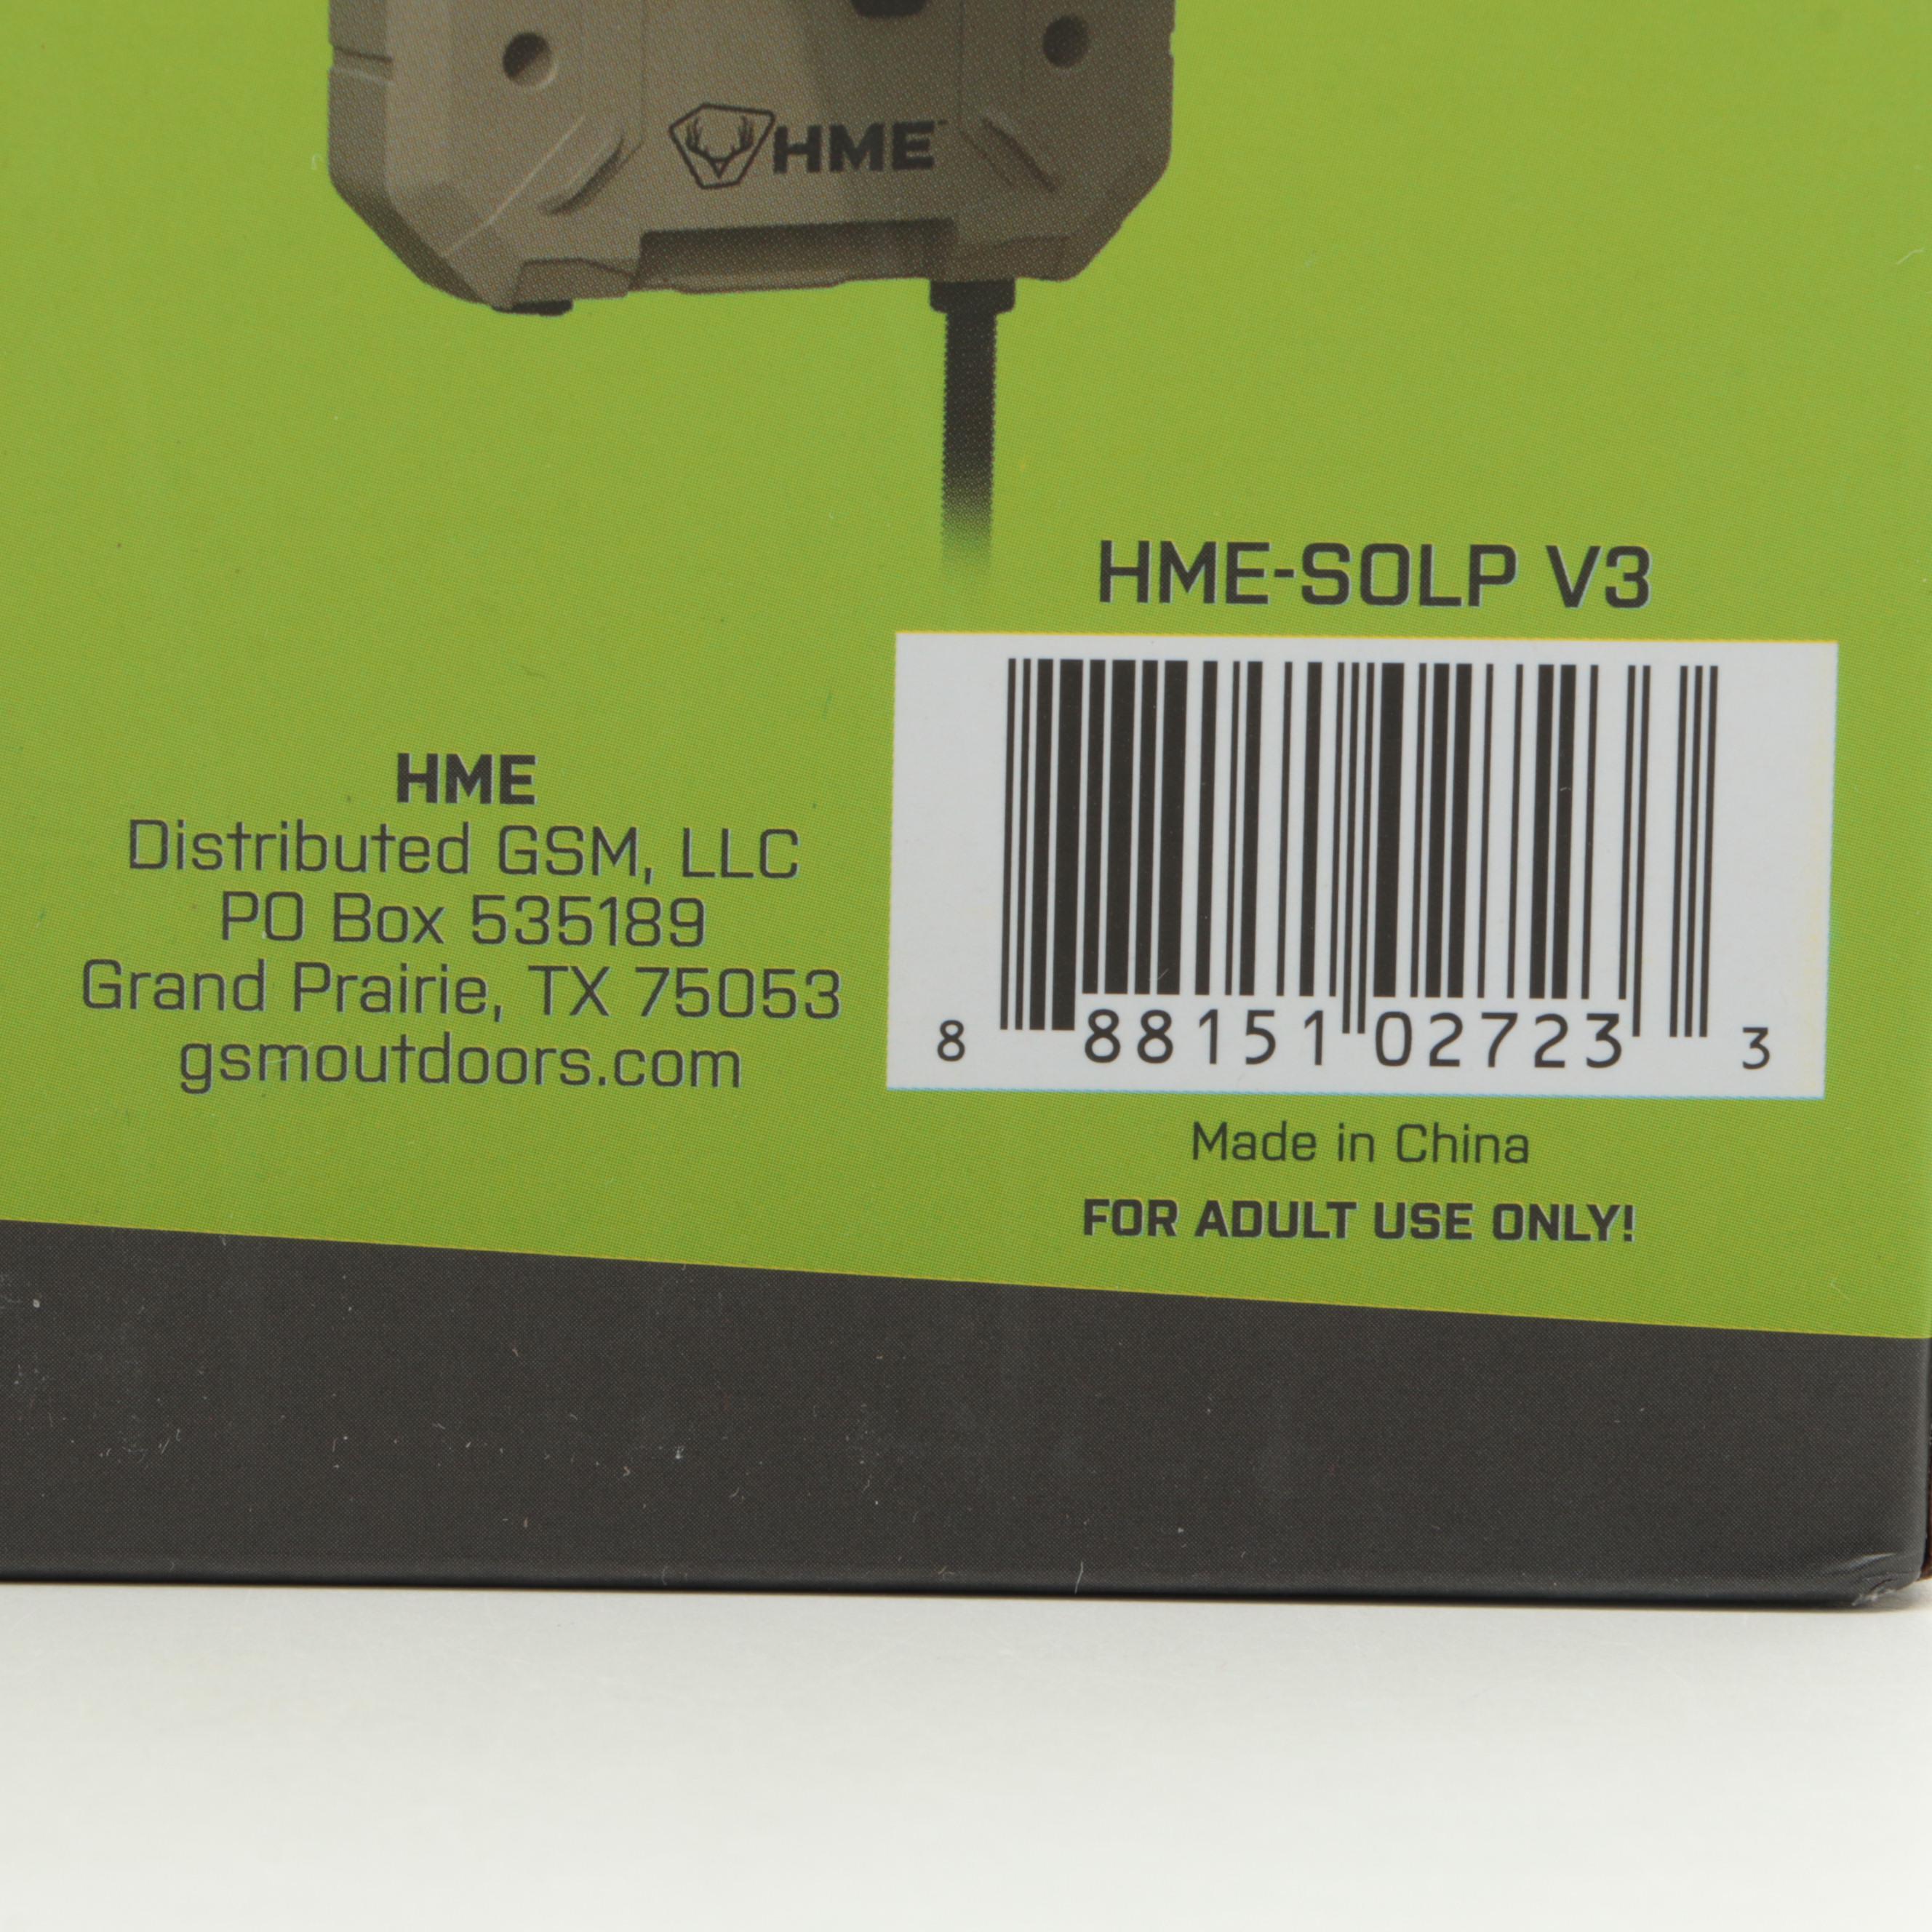 HME™
HME-SOLP V3
HME
Distributed GSM, LLC
PO Box 535189
Grand Prairie, TX 75053
gsmoutdoors.com
8 88151 02723 3
Made in China
FOR ADULT USE ONLY!